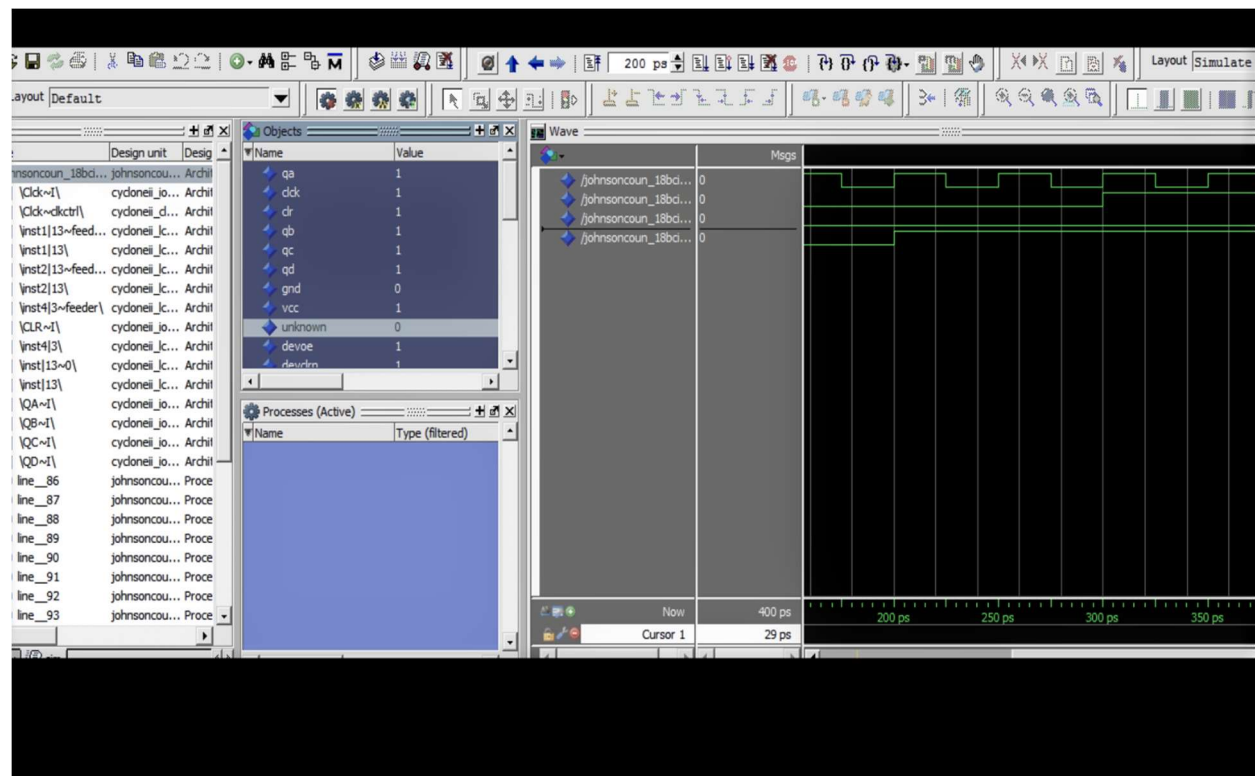 200 ps
Layout Simulate
ayout Default
Design unit Desig
nsoncoun_18bci... johnsoncou... Archit
\Clck~I\ cycloneii_io... Archit
\Clck~clkctrl\ cycloneii_cl... Archit
\inst1|13~feed... cycloneii_lc... Archit
\inst1|13\ cycloneii_lc... Archit
\inst2|13~feed... cycloneii_lc... Archit
\inst2|13\ cycloneii_lc... Archit
\inst4|3~feeder\ cycloneii_lc... Archit
\CLR~I\ cycloneii_io... Archit
\inst4|3\ cycloneii_lc... Archit
\inst|13~0\ cycloneii_lc... Archit
\inst|13\ cycloneii_lc... Archit
\QA~I\ cycloneii_io... Archit
\QB~I\ cycloneii_io... Archit
\QC~I\ cycloneii_io... Archit
\QD~I\ cycloneii_io... Archit
line__86 johnsoncou... Proce
line__87 johnsoncou... Proce
line__88 johnsoncou... Proce
line__89 johnsoncou... Proce
line__90 johnsoncou... Proce
line__91 johnsoncou... Proce
line__92 johnsoncou... Proce
line__93 johnsoncou... Proce
Objects
Name Value
qa 1
clck 1
clr 1
qb 1
qc 1
qd 1
gnd 0
vcc 1
unknown 0
devoe 1
devclrn 1
Processes (Active)
Name Type (filtered)
Wave
Msgs
/johnsoncoun_18bci... 0
/johnsoncoun_18bci... 0
/johnsoncoun_18bci... 0
/johnsoncoun_18bci... 0
Now 400 ps
Cursor 1 29 ps
200 ps 250 ps 300 ps 350 ps